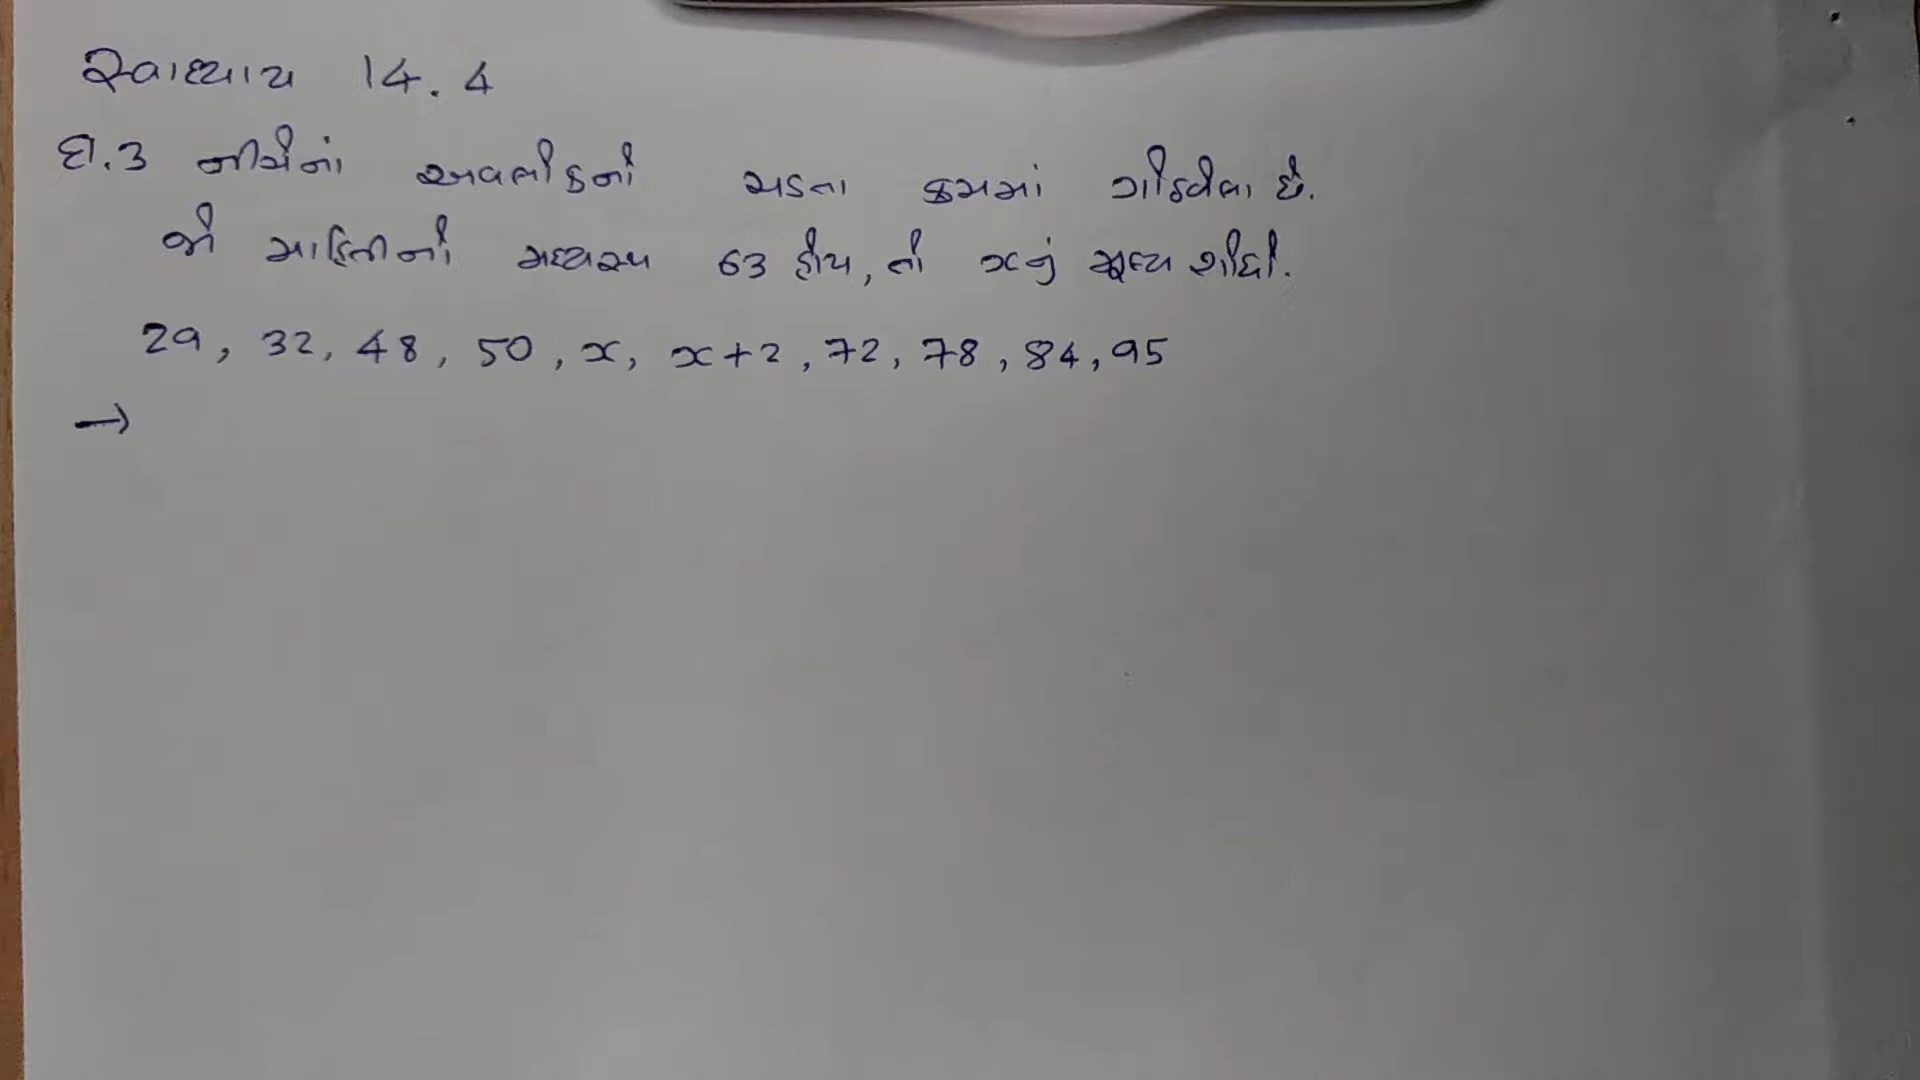 સ્વાધ્યાય 14.4
દા.3 નીચેનાં અવલોકનો ચડતા ક્રમમાં ગોઠવેલા છે.
જો માહિતીનો મધ્યસ્થ 63 હોય, તો x નું મૂલ્ય શોધો.
29, 32, 48, 50, x, x+2, 72, 78, 84, 95
→